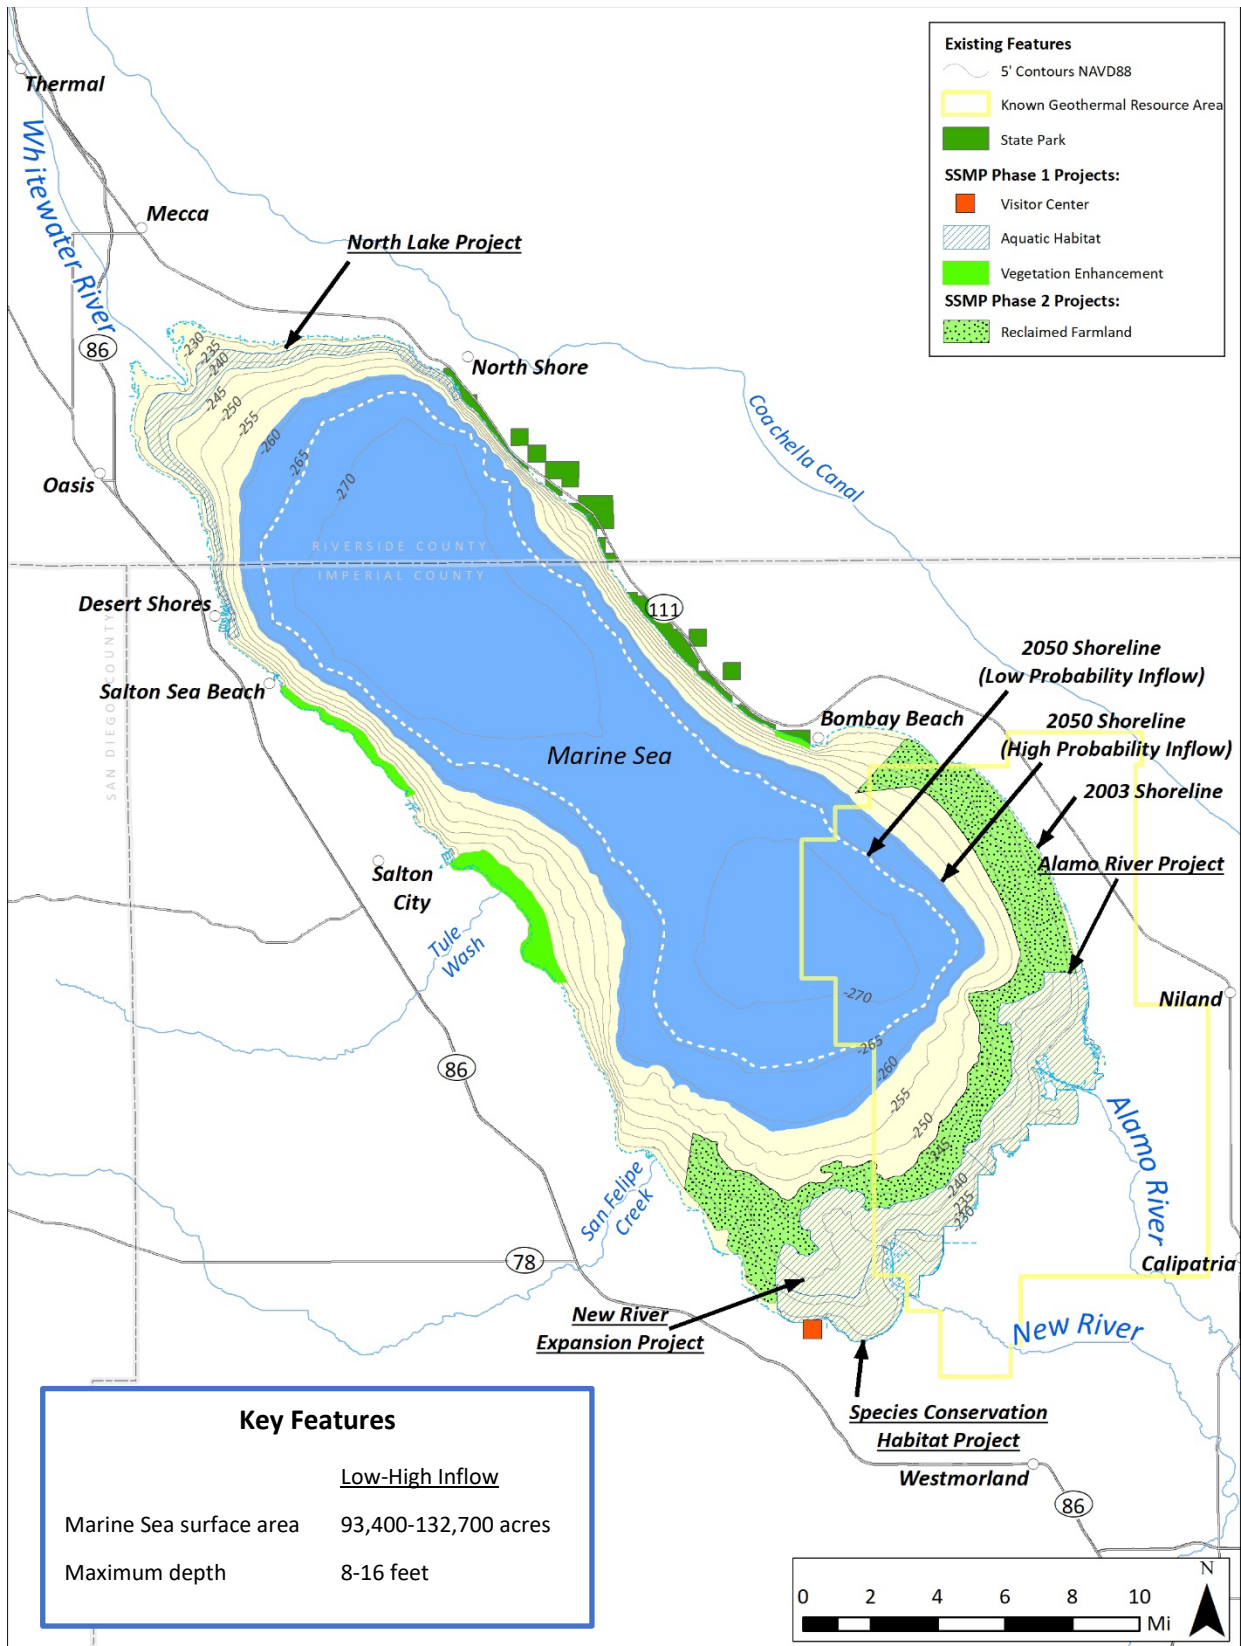 Existing Features
5' Contours NAVD88
Known Geothermal Resource Area
State Park
SSMP Phase 1 Projects:
Visitor Center
Aquatic Habitat
Vegetation Enhancement
SSMP Phase 2 Projects:
Reclaimed Farmland
Thermal
Whitewater River
Mecca
North Lake Project
86
-230
-235
-240
-245
-250
-255
-260
-265
-270
North Shore
Coachella Canal
Oasis
RIVERSIDE COUNTY
IMPERIAL COUNTY
SAN DIEGO COUNTY
Desert Shores
111
Salton Sea Beach
2050 Shoreline
(Low Probability Inflow)
Bombay Beach
2050 Shoreline
(High Probability Inflow)
Marine Sea
2003 Shoreline
Alamo River Project
Salton
City
Tule
Wash
-270
Niland
-265
-260
-255
-250
-245
-240
-235
-230
86
Alamo River
San Felipe
Creek
78
Calipatria
New River
Expansion Project
New River
Species Conservation
Habitat Project
Westmorland
86
Key Features
Low-High Inflow
Marine Sea surface area 93,400-132,700 acres
Maximum depth 8-16 feet
N
0 2 4 6 8 10
Mi